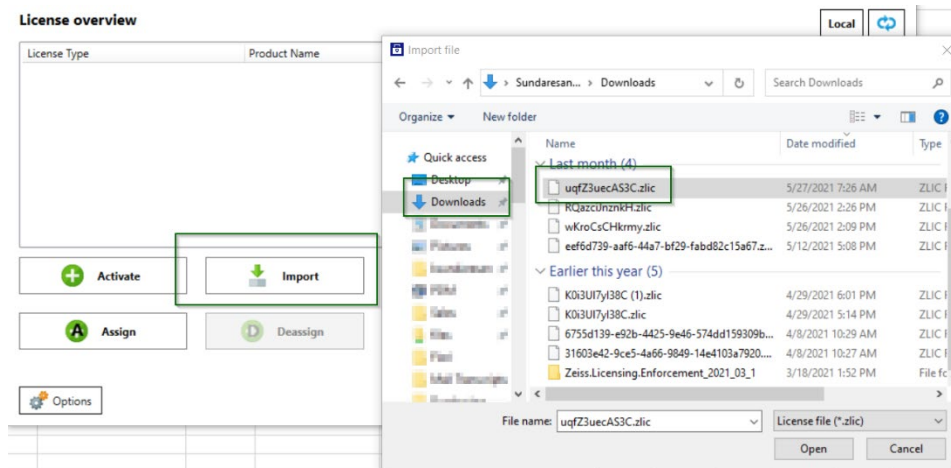 License overview
Local
License Type Product Name
Activate
Import
Assign
Deassign
Options
Import file
Sundaresan... > Downloads
Search Downloads
Organize New folder
Quick access
Desktop
Downloads
Name Date modified Type
Last month (4)
uqfZ3uecAS3C.zlic 5/27/2021 7:26 AM ZLIC F
RQazciJnznkH.zlic 5/26/2021 2:26 PM ZLIC F
wKroCsCHkrmy.zlic 5/26/2021 2:09 PM ZLIC F
eef6d739-aaf6-44a7-bf29-fabd82c15a67.z... 5/12/2021 5:08 PM ZLIC F
Earlier this year (5)
K0i3UI7yI38C (1).zlic 4/29/2021 6:01 PM ZLIC F
K0i3UI7yI38C.zlic 4/29/2021 5:14 PM ZLIC F
6755d139-e92b-4425-9e46-574dd159309b... 4/8/2021 10:29 AM ZLIC F
31603e42-9ce5-4a66-9849-14e4103a7920.... 4/8/2021 10:27 AM ZLIC F
Zeiss.Licensing.Enforcement_2021_03_1 3/18/2021 1:52 PM File fc
File name: uqfZ3uecAS3C.zlic License file (*.zlic)
Open Cancel